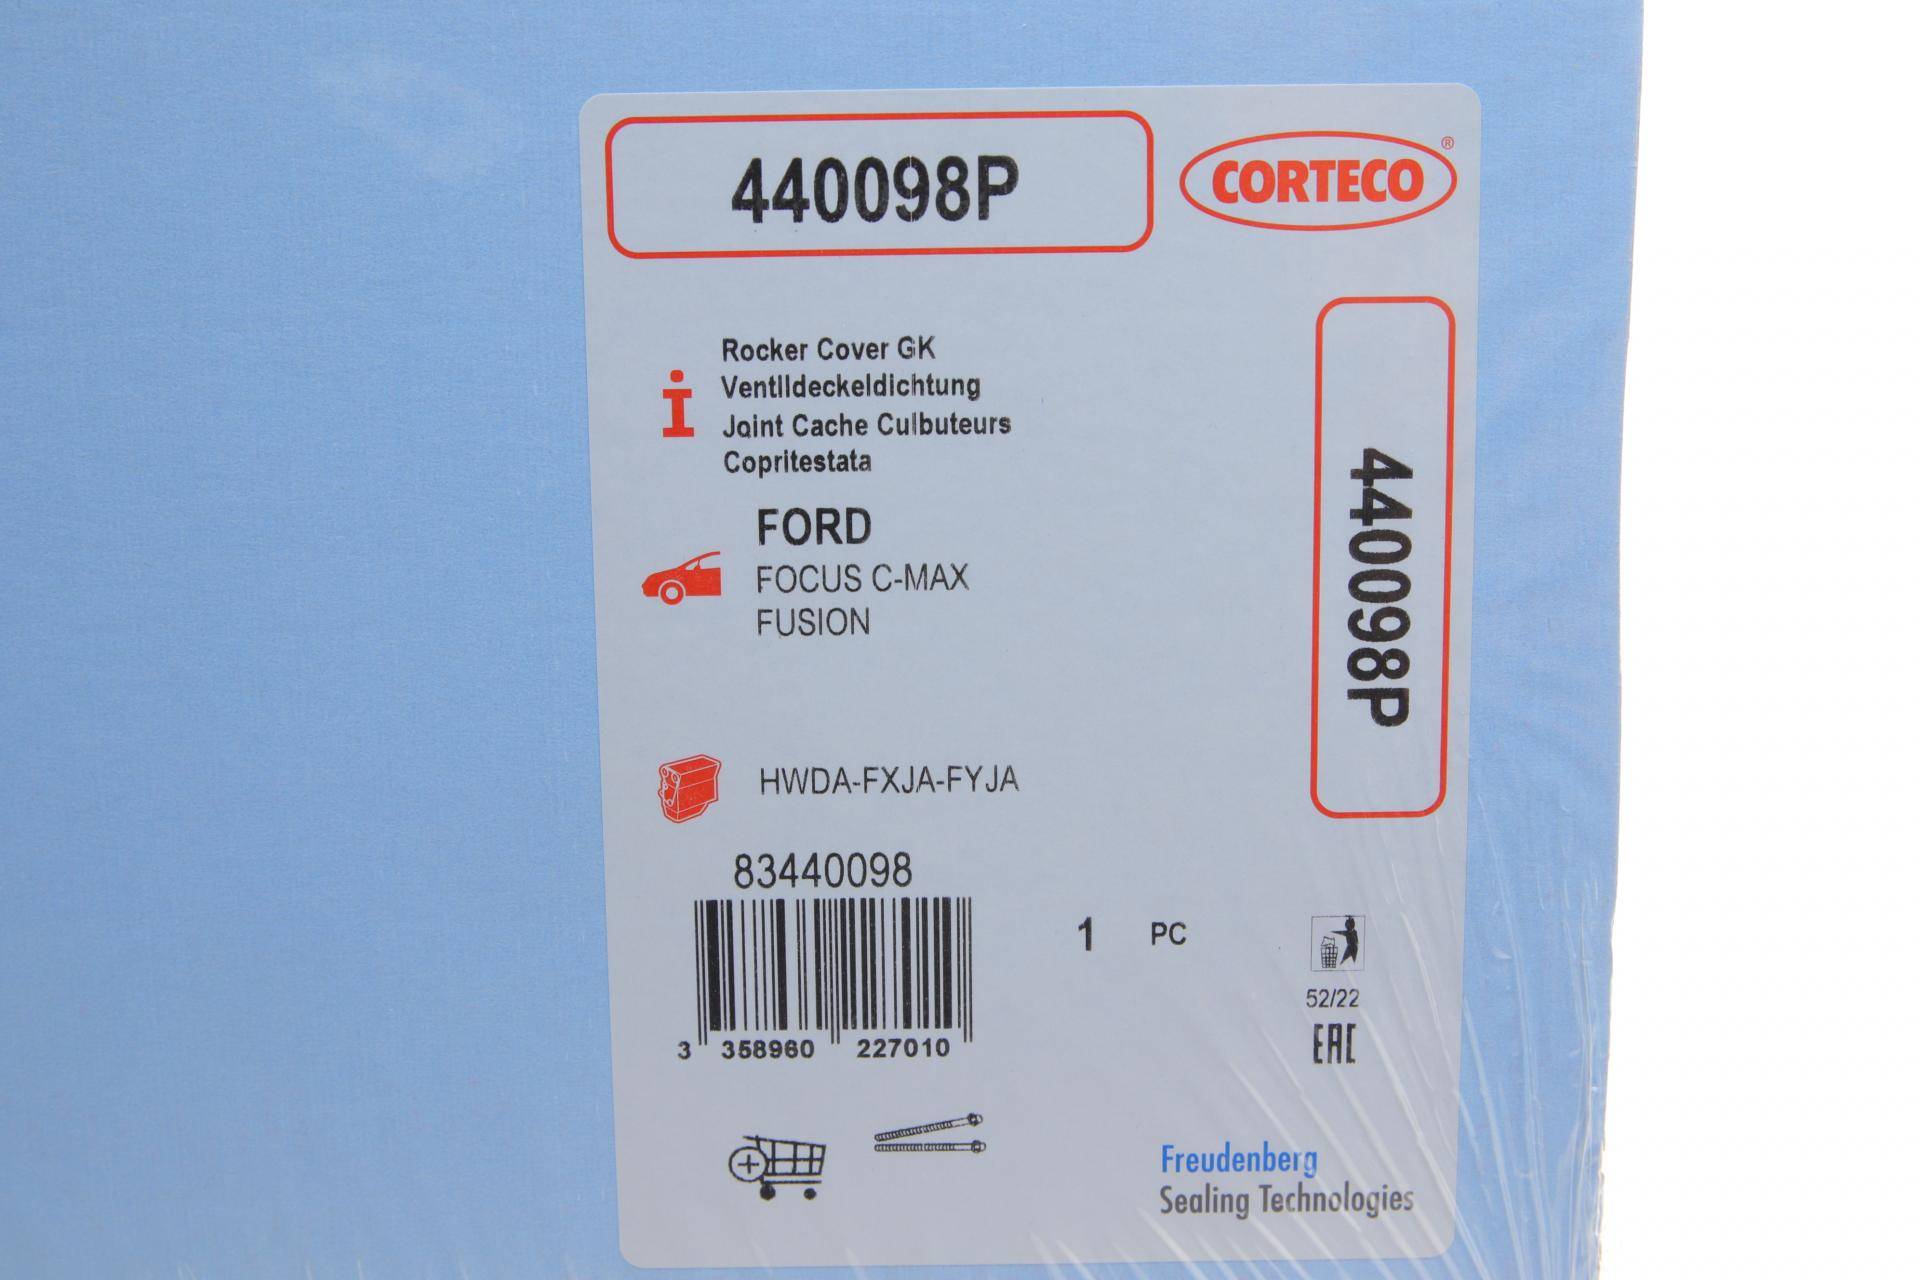 440098P
CORTECO®
Rocker Cover GK
Ventildeckeldichtung
Joint Cache Culbuteurs
Copritestata
FORD
FOCUS C-MAX
FUSION
440098P
HWDA-FXJA-FYJA
83440098
3 358960 227010
1 PC
52/22
EAC
Freudenberg
Sealing Technologies